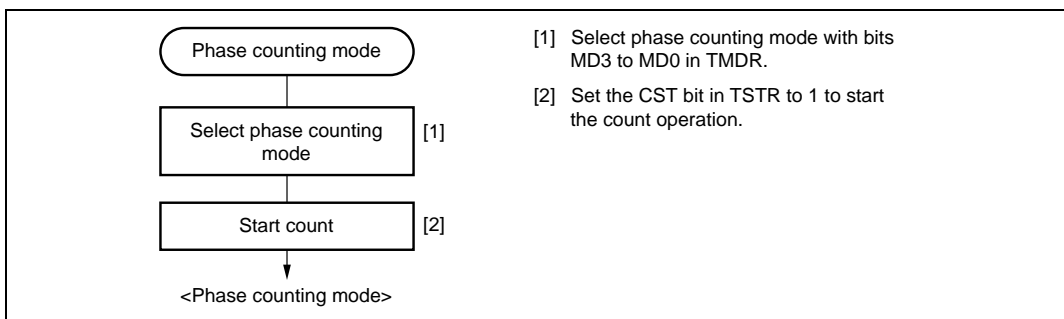 Phase counting mode
Select phase counting
mode
[1]
Start count
[2]
<Phase counting mode>
[1] Select phase counting mode with bits
MD3 to MD0 in TMDR.
[2] Set the CST bit in TSTR to 1 to start
the count operation.